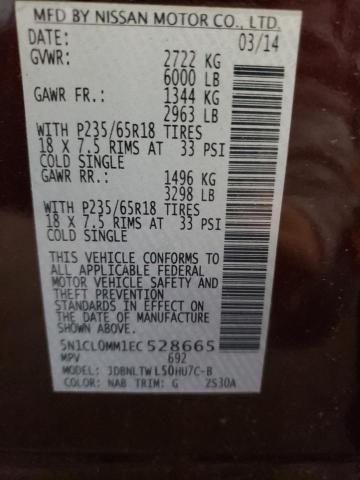 MFD BY NISSAN MOTOR CO., LTD.
DATE: 03/14
GVWR: 2722 KG
6000 LB
GAWR FR.: 1344 KG
2963 LB
WITH P235/65R18 TIRES
18 X 7.5 RIMS AT 33 PSI
COLD SINGLE
GAWR RR.: 1496 KG
3298 LB
WITH P235/65R18 TIRES
18 X 7.5 RIMS AT 33 PSI
COLD SINGLE
THIS VEHICLE CONFORMS TO
ALL APPLICABLE FEDERAL
MOTOR VEHICLE SAFETY AND
THEFT PREVENTION
STANDARDS IN EFFECT ON
THE DATE OF MANUFACTURE
SHOWN ABOVE.
5N1CL0MM1EC528665
MPV 692
MODEL: JDBNLTWL50HU7C-B
COLOR: NAB TRIM: G 2S30A